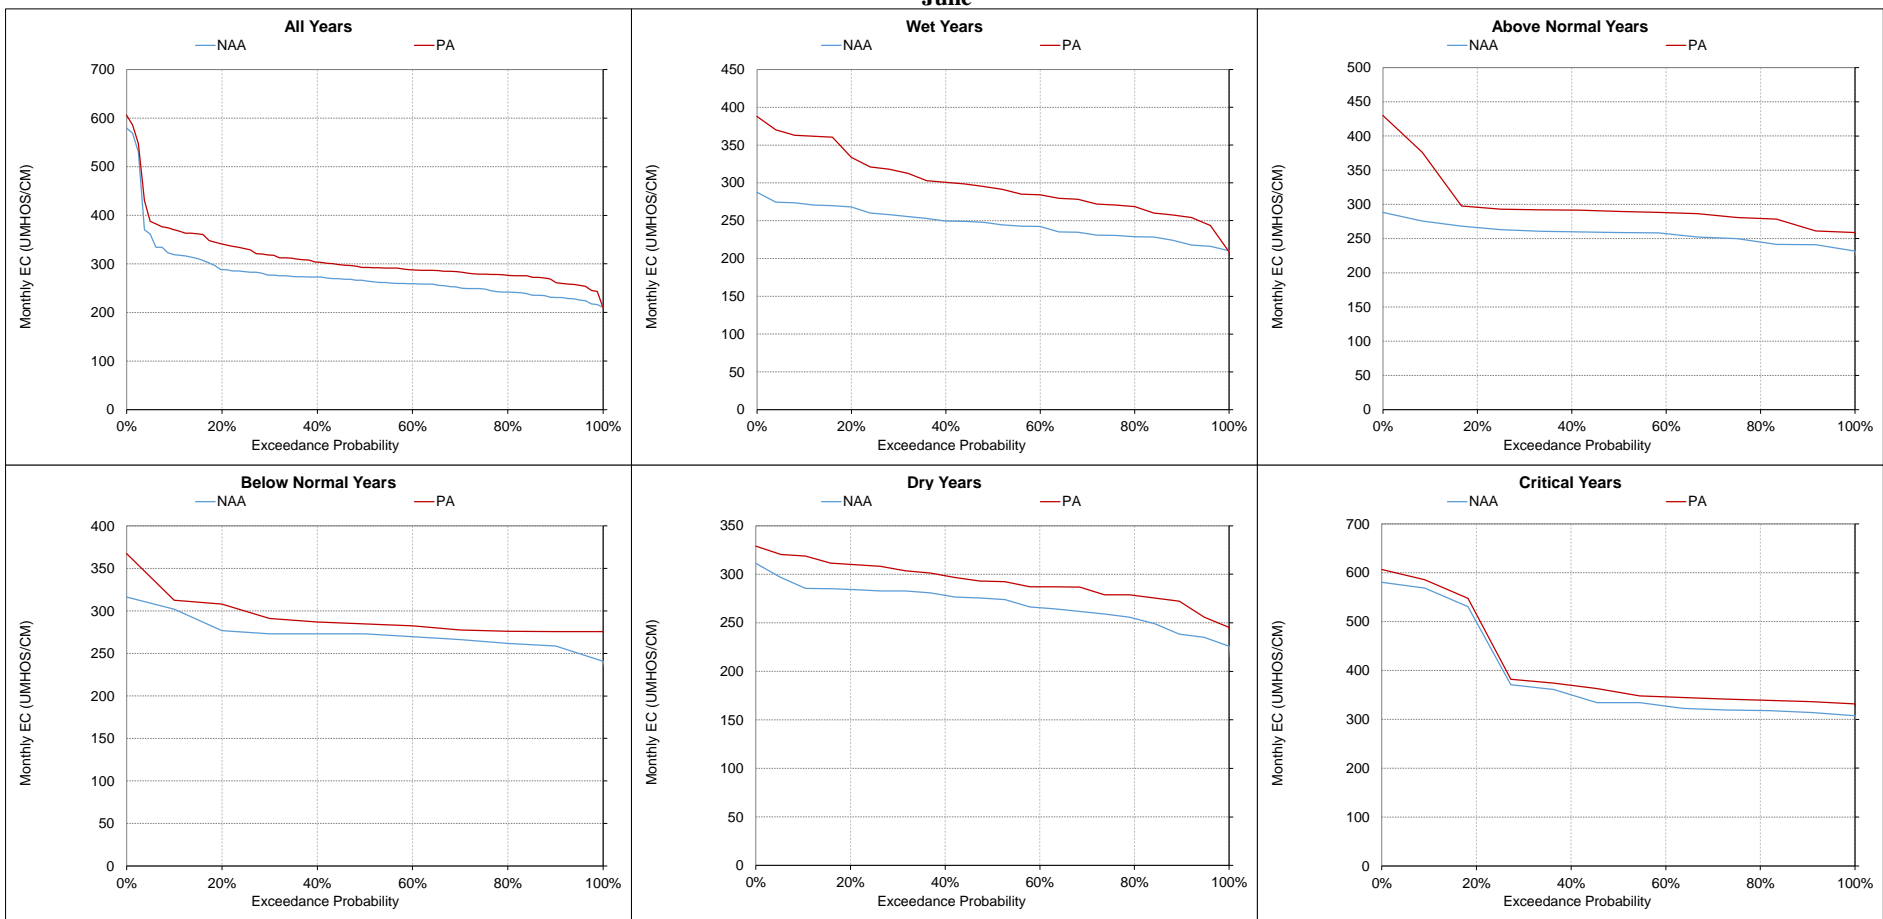 June
All Years
NAA PA
700
600
500
400
300
200
100
0
Monthly EC (UMHOS/CM)
0% 20% 40% 60% 80% 100%
Exceedance Probability
Wet Years
NAA PA
450
400
350
300
250
200
150
100
50
0
Monthly EC (UMHOS/CM)
0% 20% 40% 60% 80% 100%
Exceedance Probability
Above Normal Years
NAA PA
500
450
400
350
300
250
200
150
100
50
0
Monthly EC (UMHOS/CM)
0% 20% 40% 60% 80% 100%
Exceedance Probability
Below Normal Years
NAA PA
400
350
300
250
200
150
100
50
0
Monthly EC (UMHOS/CM)
0% 20% 40% 60% 80% 100%
Exceedance Probability
Dry Years
NAA PA
350
300
250
200
150
100
50
0
Monthly EC (UMHOS/CM)
0% 20% 40% 60% 80% 100%
Exceedance Probability
Critical Years
NAA PA
700
600
500
400
300
200
100
0
Monthly EC (UMHOS/CM)
0% 20% 40% 60% 80% 100%
Exceedance Probability